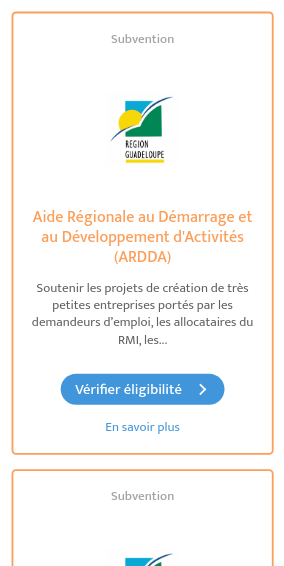 Subvention
REGION
GUADELOUPE
Aide Régionale au Démarrage et
au Développement d'Activités
(ARDDA)
Soutenir les projets de création de très
petites entreprises portés par les
demandeurs d'emploi, les allocataires du
RMI, les...
Vérifier éligibilité
En savoir plus
Subvention